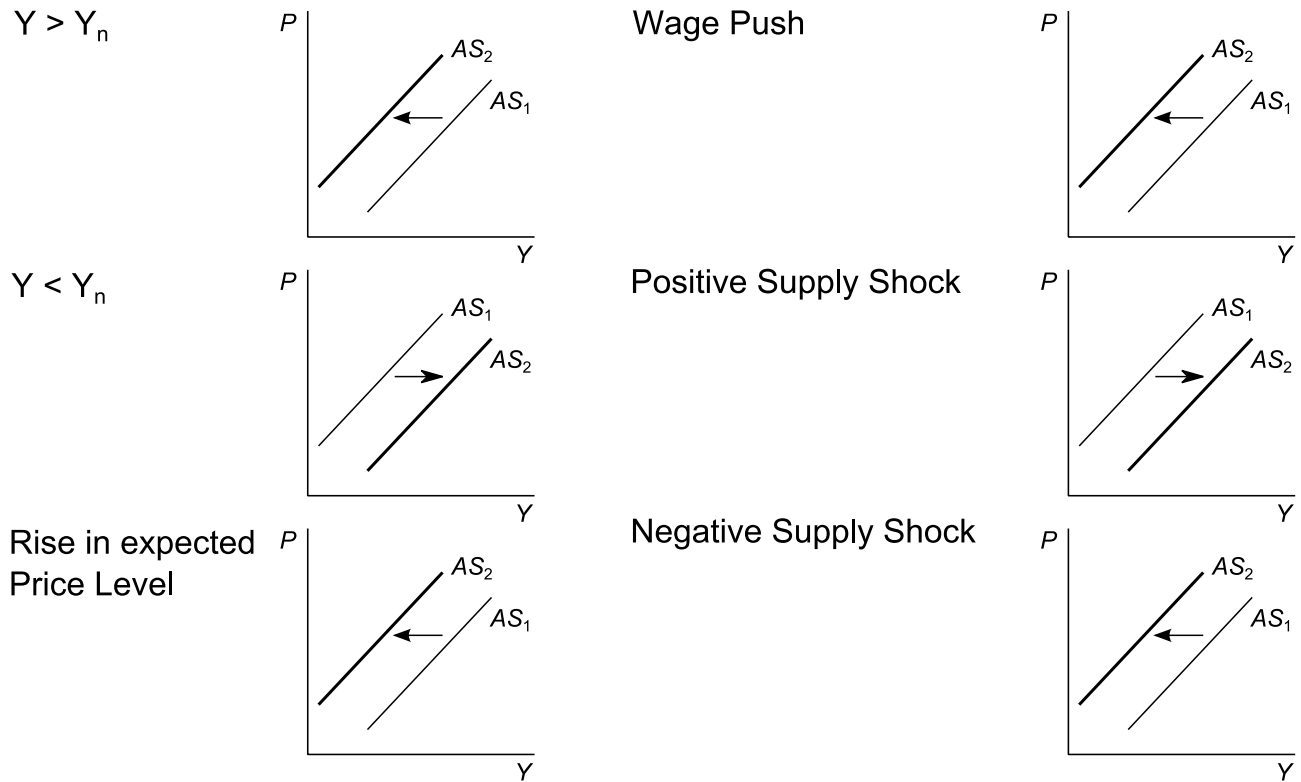 Y > Yₙ
P
AS₂
AS₁
Y
Wage Push
P
AS₂
AS₁
Y
Y < Yₙ
P
AS₁
AS₂
Y
Positive Supply Shock
P
AS₁
AS₂
Y
Rise in expected
Price Level
P
AS₂
AS₁
Y
Negative Supply Shock
P
AS₂
AS₁
Y